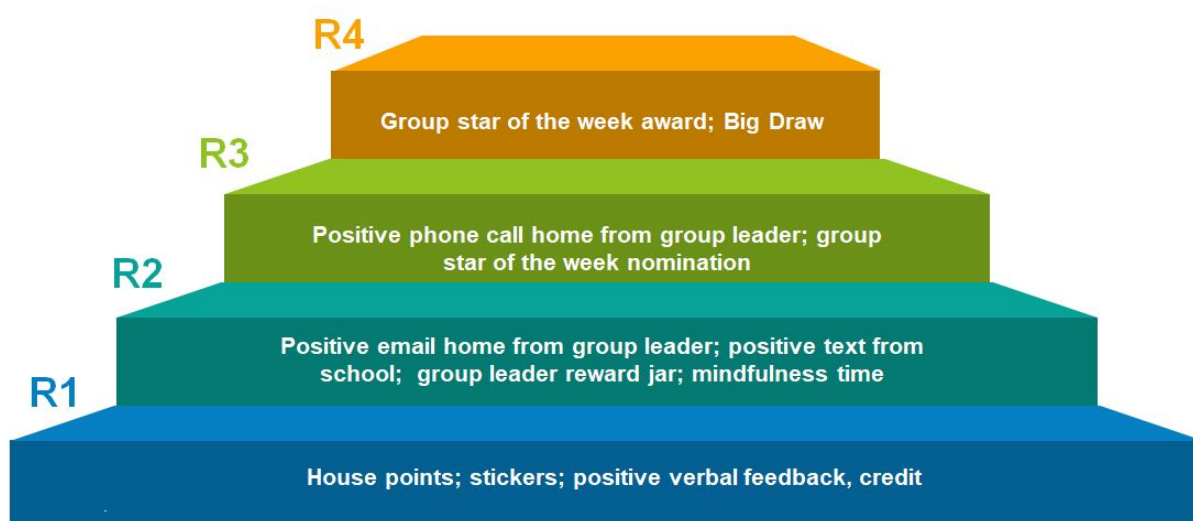 R4
Group star of the week award; Big Draw
R3
Positive phone call home from group leader; group
star of the week nomination
R2
Positive email home from group leader; positive text from
school;  group leader reward jar; mindfulness time
R1
House points; stickers; positive verbal feedback, credit